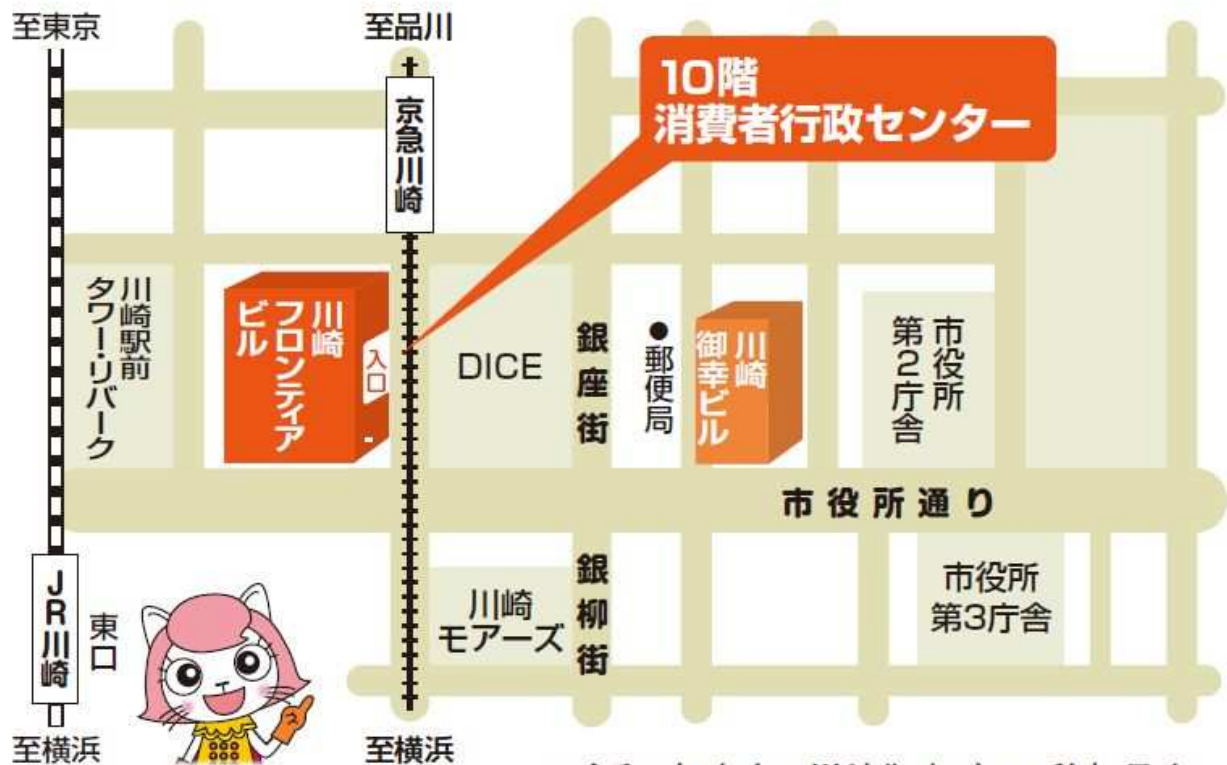 至東京
至品川
10階
消費者行政センター
京急川崎
川崎駅前
タワー・リバーク
川崎
フロンティア
ビル
入口
DICE
銀座街
●郵便局
川崎
御幸ビル
市役所
第2庁舎
市役所通り
JR川崎
東口
川崎
モアーズ
銀柳街
市役所
第3庁舎
至横浜
至横浜